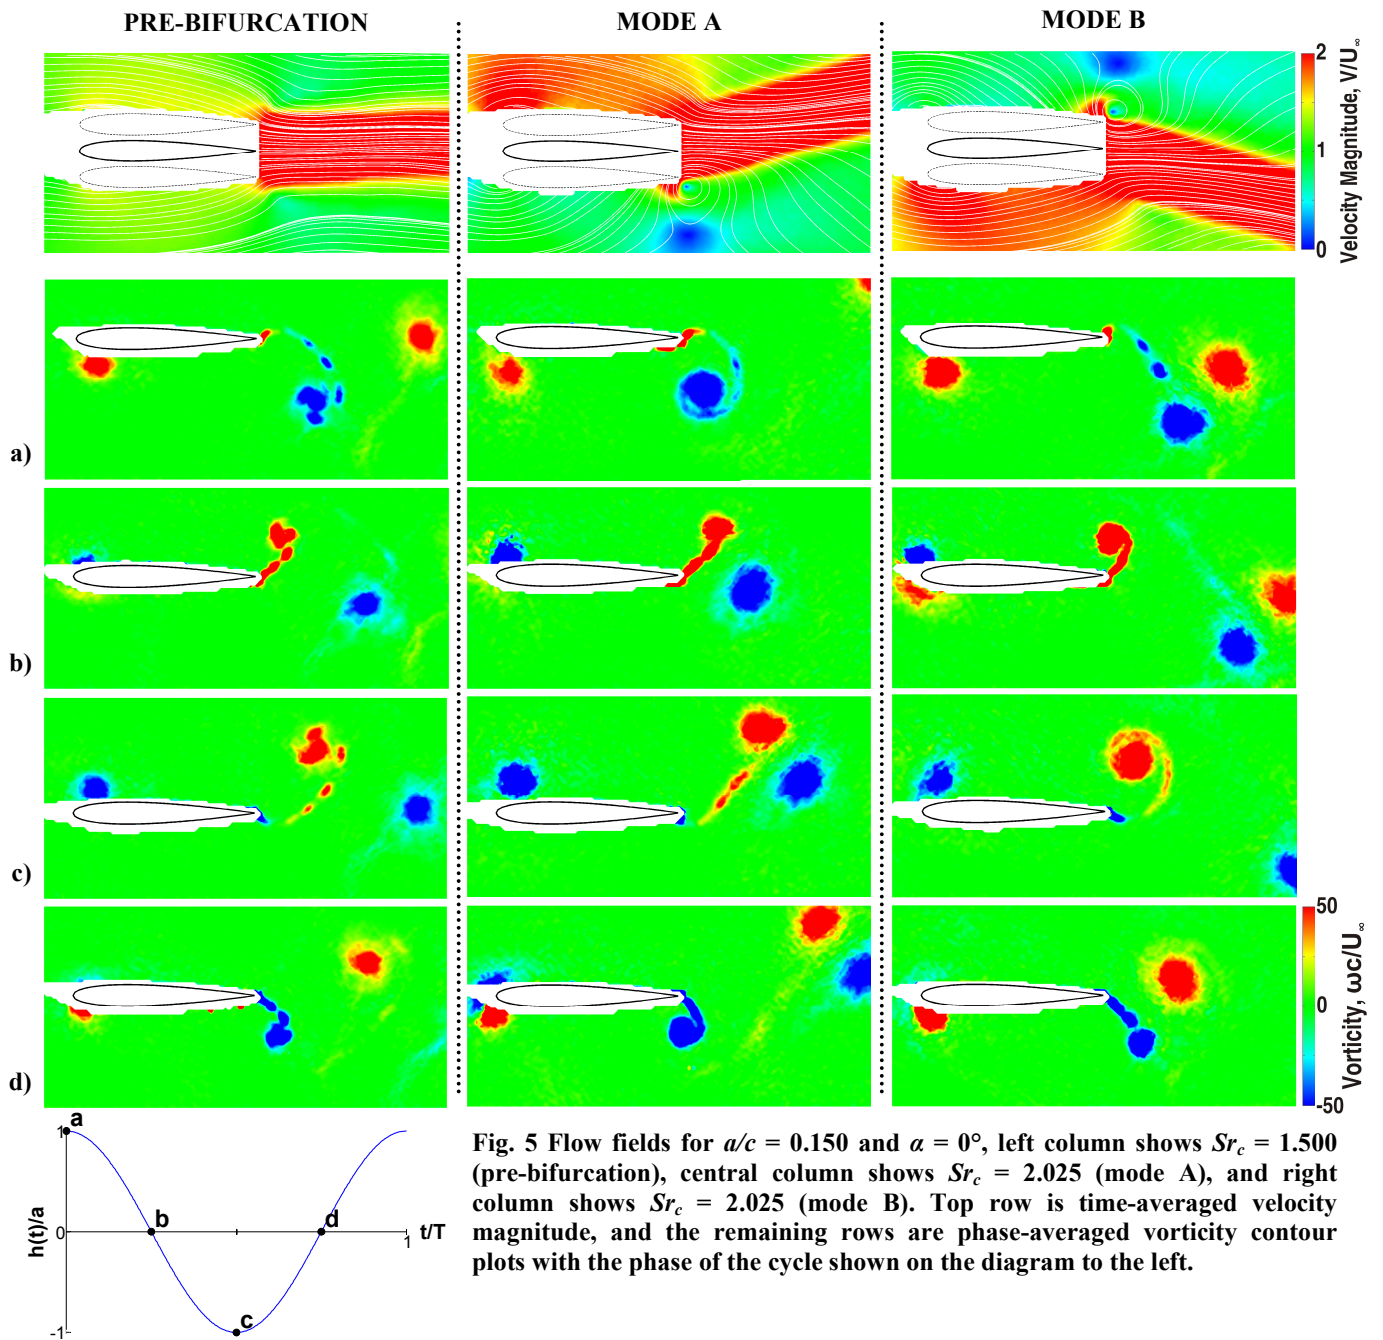 PRE-BIFURCATION
MODE A
MODE B
2
1
0
Velocity Magnitude, V/U∞
a)
b)
c)
d)
50
0
-50
Vorticity, ωc/U∞
a
1
b
d
0
t/T
1
h(t)/a
c
-1
Fig. 5 Flow fields for a/c = 0.150 and α = 0°, left column shows Sr_c = 1.500
(pre-bifurcation), central column shows Sr_c = 2.025 (mode A), and right
column shows Sr_c = 2.025 (mode B). Top row is time-averaged velocity
magnitude, and the remaining rows are phase-averaged vorticity contour
plots with the phase of the cycle shown on the diagram to the left.